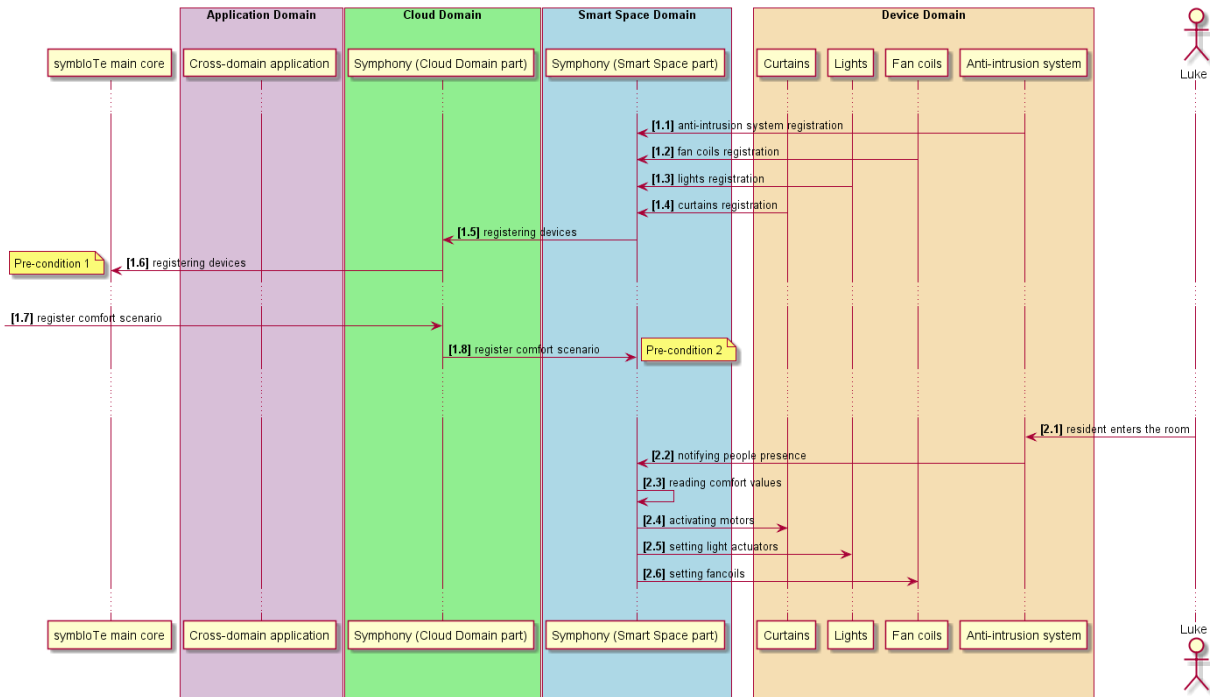 Application Domain
Cloud Domain
Smart Space Domain
Device Domain
symbIoTe main core
Cross-domain application
Symphony (Cloud Domain part)
Symphony (Smart Space part)
Curtains
Lights
Fan coils
Anti-intrusion system
Luke
[1.1] anti-intrusion system registration
[1.2] fan coils registration
[1.3] lights registration
[1.4] curtains registration
[1.5] registering devices
Pre-condition 1
[1.6] registering devices
[1.7] register comfort scenario
[1.8] register comfort scenario
Pre-condition 2
[2.1] resident enters the room
[2.2] notifying people presence
[2.3] reading comfort values
[2.4] activating motors
[2.5] setting light actuators
[2.6] setting fancoils
symbIoTe main core
Cross-domain application
Symphony (Cloud Domain part)
Symphony (Smart Space part)
Curtains
Lights
Fan coils
Anti-intrusion system
Luke